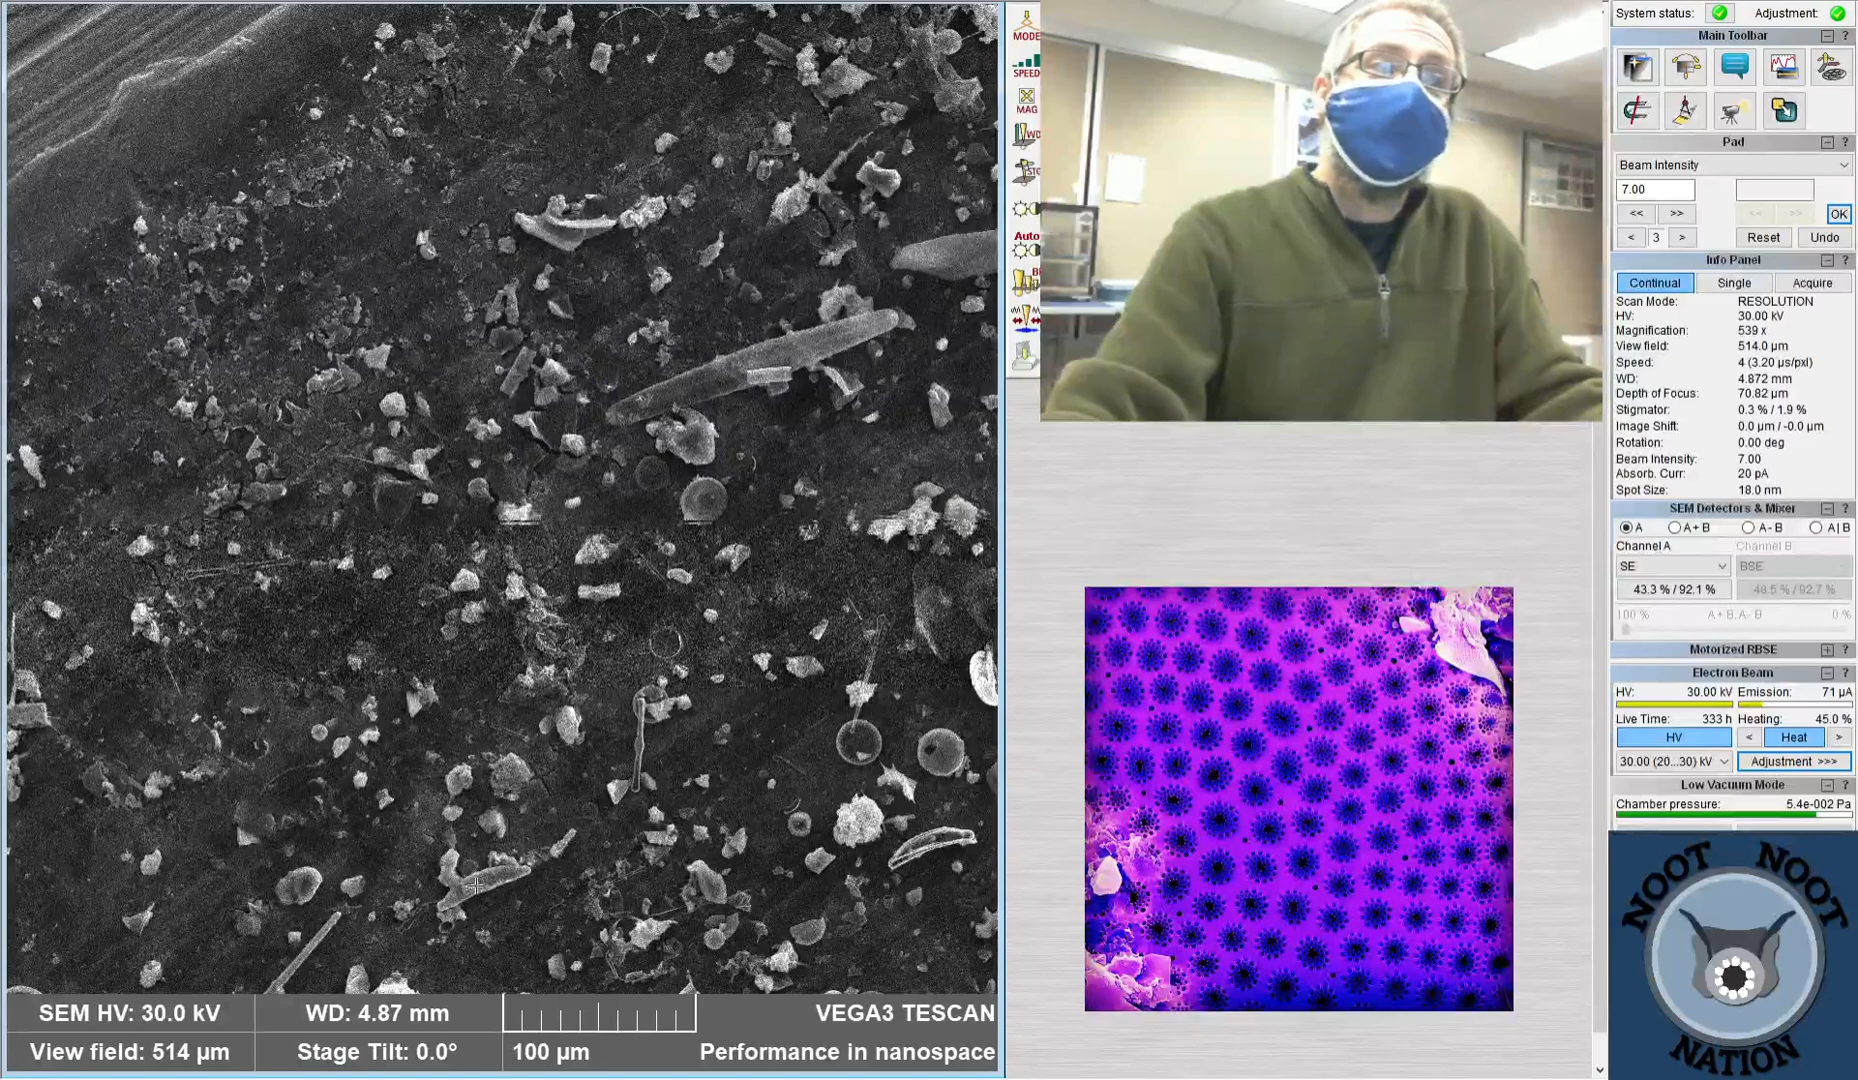 SEM HV: 30.0 kV
WD: 4.87 mm
VEGA3 TESCAN
View field: 514 µm
Stage Tilt: 0.0°
100 µm
Performance in nanospace
MODE
SPEED
MAG
WD
Auto
System status:
Adjustment:
Main Toolbar
Pad
Beam Intensity
7.00
<< >>
OK
< 3 >
Reset
Undo
Info Panel
Continual
Single
Acquire
Scan Mode: RESOLUTION
HV: 30.00 kV
Magnification: 539 x
View field: 514.0 µm
Speed: 4 (3.20 µs/pxl)
WD: 4.872 mm
Depth of Focus: 70.82 µm
Stigmator: 0.3 % / 1.9 %
Image Shift: 0.0 µm / -0.0 µm
Rotation: 0.00 deg
Beam Intensity: 7.00
Absorb. Curr: 20 pA
Spot Size: 18.0 nm
SEM Detectors & Mixer
A A + B A - B A | B
Channel A Channel B
SE BSE
43.3 % / 92.1 % 46.5 % / 92.7 %
100 % A + B, A - B 0 %
Motorized RBSE
Electron Beam
HV: 30.00 kV Emission: 71 µA
Live Time: 333 h Heating: 45.0 %
HV < Heat >
30.00 (20...30) kV Adjustment >>>
Low Vacuum Mode
Chamber pressure: 5.4e-002 Pa
NOOT NOOT
NATION